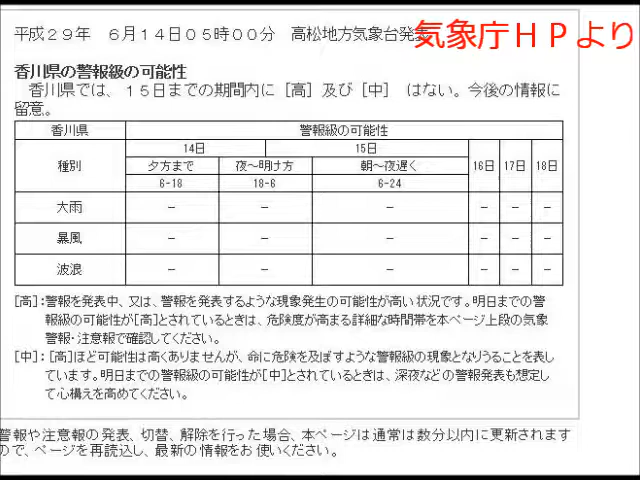 平成２９年　６月１４日０５時００分　高松地方気象台発表
気象庁ＨＰより
香川県の警報級の可能性
香川県では、１５日までの期間内に［高］及び［中］ はない。今後の情報に
留意。
香川県 警報級の可能性
種別 14日 15日 16日 17日 18日
夕方まで 夜～明け方 朝～夜遅く
6-18 18-6 6-24
大雨 － － － － － －
暴風 － － － － － －
波浪 － － － － － －
[高]：警報を発表中、又は、警報を発表するような現象発生の可能性が高い状況です。明日までの警
報級の可能性が[高]とされているときは、危険度が高まる詳細な時間帯を本ページ上段の気象
警報・注意報で確認してください。
[中]：[高]ほど可能性は高くありませんが、命に危険を及ぼすような警報級の現象となりうることを表し
ています。明日までの警報級の可能性が[中]とされているときは、深夜などの警報発表も想定し
て心構えを高めてください。
警報や注意報の発表、切替、解除を行った場合、本ページは通常は数分以内に更新されます
ので、ページを再読込し、最新の情報をお使いください。